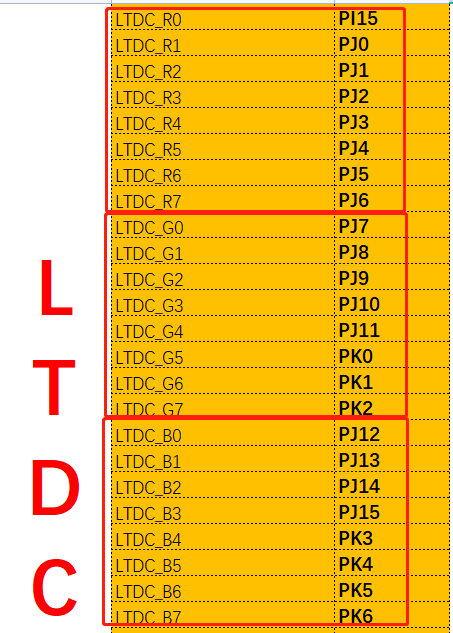 LTDC_R0 PI15
LTDC_R1 PJ0
LTDC_R2 PJ1
LTDC_R3 PJ2
LTDC_R4 PJ3
LTDC_R5 PJ4
LTDC_R6 PJ5
LTDC_R7 PJ6
LTDC_G0 PJ7
LTDC_G1 PJ8
LTDC_G2 PJ9
LTDC_G3 PJ10
LTDC_G4 PJ11
LTDC_G5 PK0
LTDC_G6 PK1
LTDC_G7 PK2
LTDC_B0 PJ12
LTDC_B1 PJ13
LTDC_B2 PJ14
LTDC_B3 PJ15
LTDC_B4 PK3
LTDC_B5 PK4
LTDC_B6 PK5
LTDC_B7 PK6
L
T
D
C